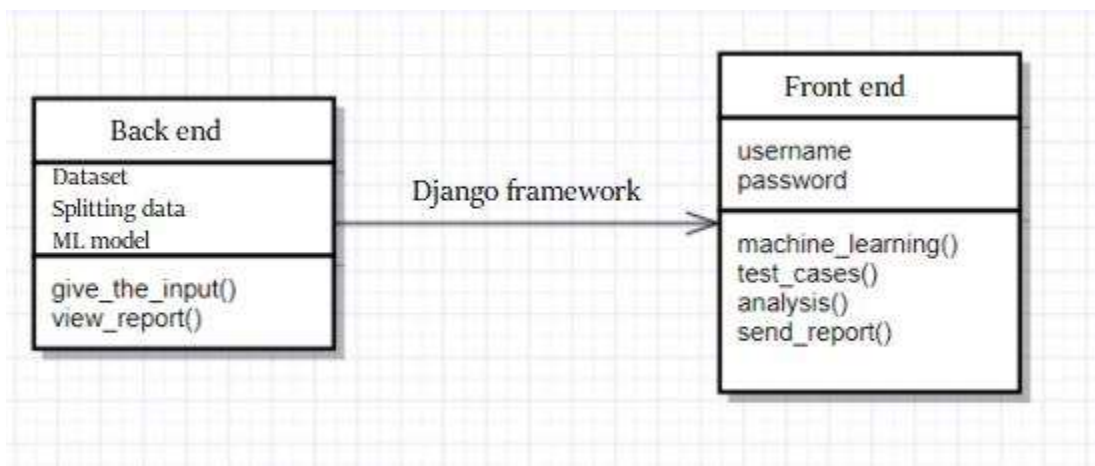 Back end
Dataset
Splitting data
ML model
give_the_input()
view_report()
Django framework
Front end
username
password
machine_learning()
test_cases()
analysis()
send_report()